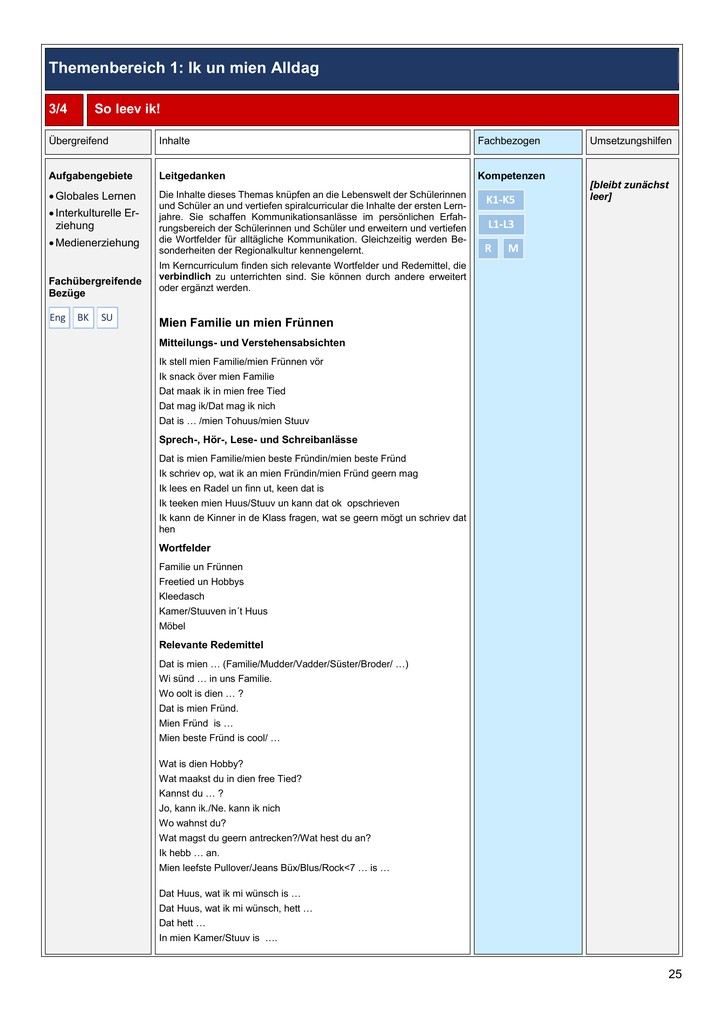 Themenbereich 1: Ik un mien Alldag
3/4 So leev ik!
Übergreifend
Inhalte
Fachbezogen
Umsetzungshilfen
Aufgabengebiete
• Globales Lernen
• Interkulturelle Er-
ziehung
• Medienerziehung
Fachübergreifende
Bezüge
Eng BK SU
Leitgedanken
Die Inhalte dieses Themas knüpfen an die Lebenswelt der Schülerinnen
und Schüler an und vertiefen spiralcurricular die Inhalte der ersten Lern-
jahre. Sie schaffen Kommunikationsanlässe im persönlichen Erfah-
rungsbereich der Schülerinnen und Schüler und erweitern und vertiefen
die Wortfelder für alltägliche Kommunikation. Gleichzeitig werden Be-
sonderheiten der Regionalkultur kennengelernt.
Im Kerncurriculum finden sich relevante Wortfelder und Redemittel, die
verbindlich zu unterrichten sind. Sie können durch andere erweitert
oder ergänzt werden.
Mien Familie un mien Frünnen
Mitteilungs- und Verstehensabsichten
Ik stell mien Familie/mien Frünnen vör
Ik snack över mien Familie
Dat maak ik in mien free Tied
Dat mag ik/Dat mag ik nich
Dat is … /mien Tohuus/mien Stuuv
Sprech-, Hör-, Lese- und Schreibanlässe
Dat is mien Familie/mien beste Fründin/mien beste Fründ
Ik schriev op, wat ik an mien Fründin/mien Fründ geern mag
Ik lees en Radel un finn ut, keen dat is
Ik teeken mien Huus/Stuuv un kann dat ok  opschrieven
Ik kann de Kinner in de Klass fragen, wat se geern mögt un schriev dat
hen
Wortfelder
Familie un Frünnen
Freetied un Hobbys
Kleedasch
Kamer/Stuuven in´t Huus
Möbel
Relevante Redemittel
Dat is mien … (Familie/Mudder/Vadder/Süster/Broder/ …)
Wi sünd … in uns Familie.
Wo oolt is dien … ?
Dat is mien Fründ.
Mien Fründ  is …
Mien beste Fründ is cool/ …
Wat is dien Hobby?
Wat maakst du in dien free Tied?
Kannst du … ?
Jo, kann ik./Ne. kann ik nich
Wo wahnst du?
Wat magst du geern antrecken?/Wat hest du an?
Ik hebb … an.
Mien leefste Pullover/Jeans Büx/Blus/Rock<7 … is …
Dat Huus, wat ik mi wünsch is …
Dat Huus, wat ik mi wünsch, hett …
Dat hett …
In mien Kamer/Stuuv is  ….
Kompetenzen
K1-K5
L1-L3
R M
[bleibt zunächst
leer]
25